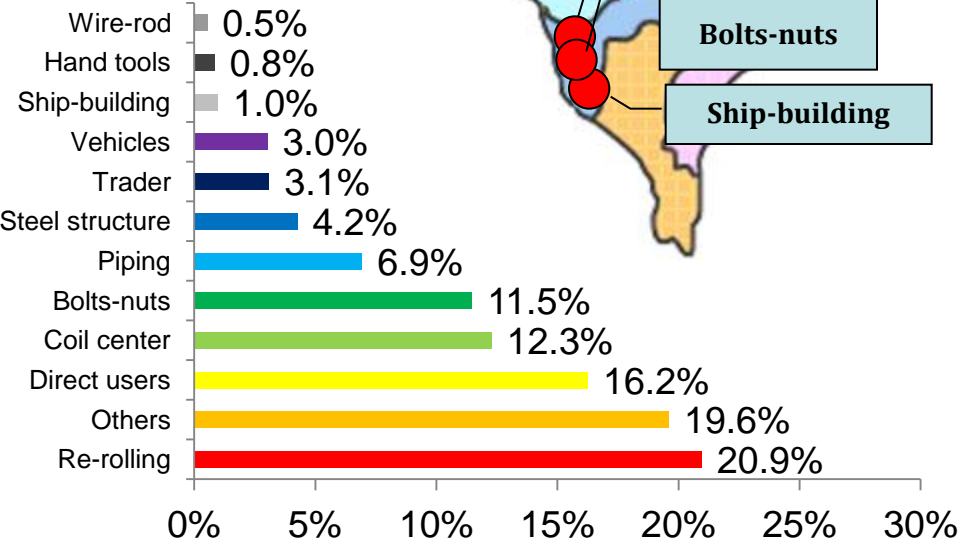 Wire-rod 0.5%
Hand tools 0.8%
Ship-building 1.0%
Vehicles 3.0%
Trader 3.1%
Steel structure 4.2%
Piping 6.9%
Bolts-nuts 11.5%
Coil center 12.3%
Direct users 16.2%
Others 19.6%
Re-rolling 20.9%
0% 5% 10% 15% 20% 25% 30%
Bolts-nuts
Ship-building